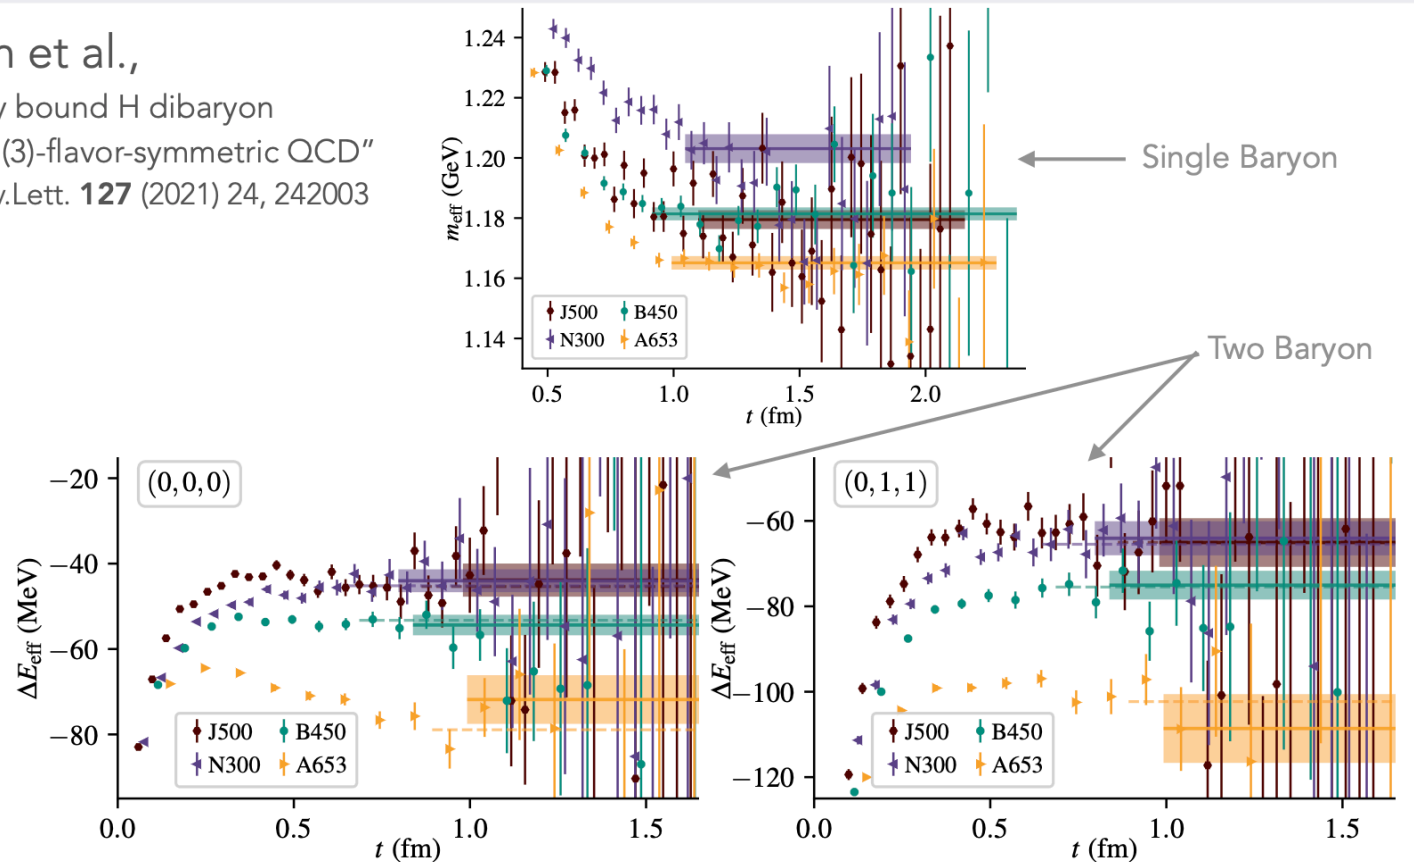 n et al.,
y bound H dibaryon
(3)-flavor-symmetric QCD”
v.Lett. 127 (2021) 24, 242003
1.24
1.22
1.20
1.18
1.16
1.14
m_eff (GeV)
J500
B450
N300
A653
0.5
1.0
1.5
2.0
t (fm)
Single Baryon
Two Baryon
(0, 0, 0)
−20
−40
−60
−80
ΔE_eff (MeV)
J500
B450
N300
A653
0.0
0.5
1.0
1.5
t (fm)
(0, 1, 1)
−60
−80
−100
−120
ΔE_eff (MeV)
J500
B450
N300
A653
0.0
0.5
1.0
1.5
t (fm)